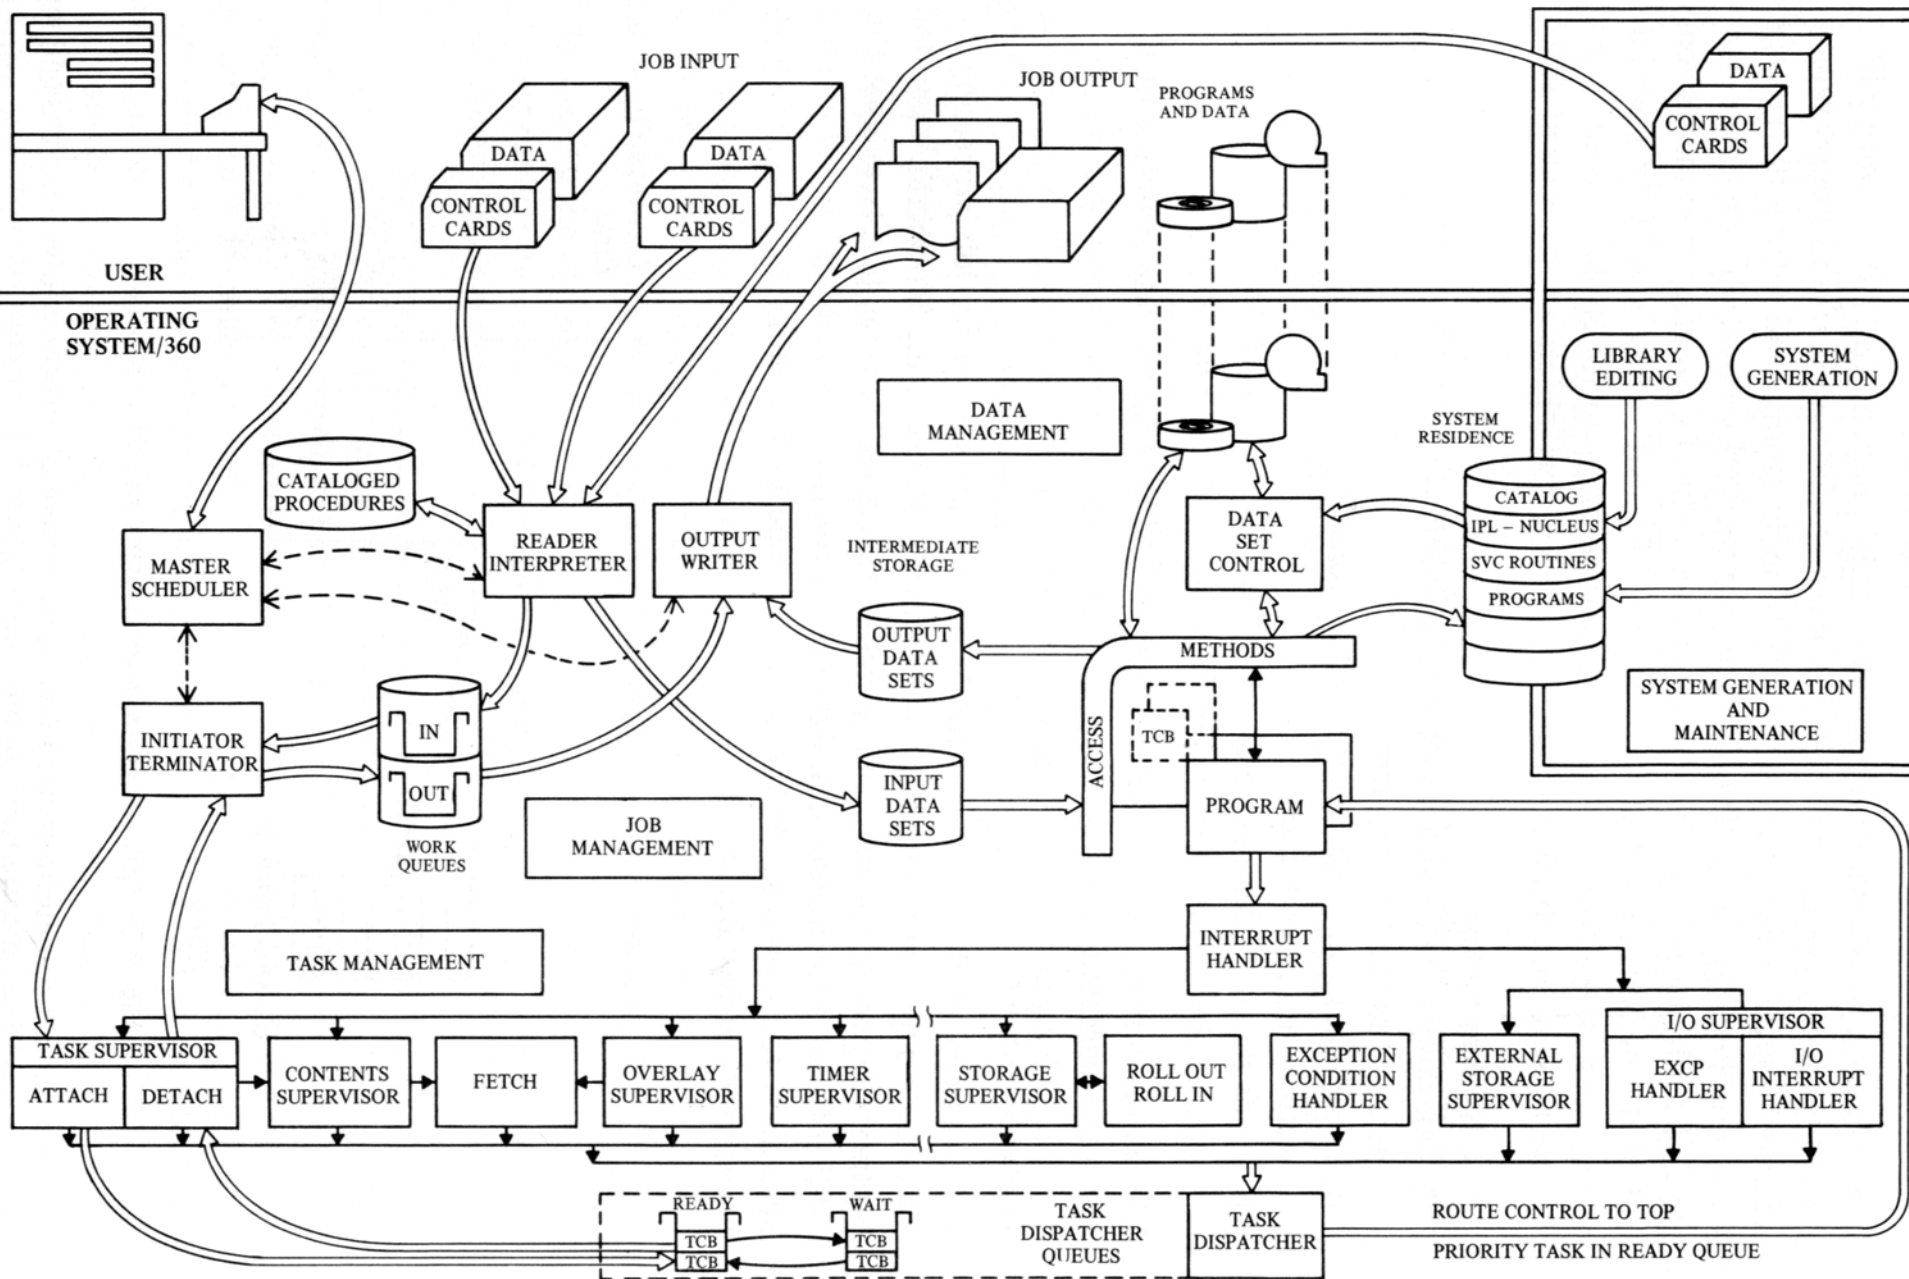 JOB INPUT
DATA
CONTROL
CARDS
DATA
CONTROL
CARDS
JOB OUTPUT
PROGRAMS
AND DATA
DATA
CONTROL
CARDS
USER
OPERATING
SYSTEM/360
DATA
MANAGEMENT
LIBRARY
EDITING
SYSTEM
GENERATION
SYSTEM
RESIDENCE
CATALOGED
PROCEDURES
MASTER
SCHEDULER
READER
INTERPRETER
OUTPUT
WRITER
INTERMEDIATE
STORAGE
DATA
SET
CONTROL
CATALOG
IPL – NUCLEUS
SVC ROUTINES
PROGRAMS
OUTPUT
DATA
SETS
METHODS
ACCESS
SYSTEM GENERATION
AND
MAINTENANCE
INITIATOR
TERMINATOR
IN
OUT
WORK
QUEUES
JOB
MANAGEMENT
INPUT
DATA
SETS
TCB
PROGRAM
TASK MANAGEMENT
INTERRUPT
HANDLER
TASK SUPERVISOR
ATTACH
DETACH
CONTENTS
SUPERVISOR
FETCH
OVERLAY
SUPERVISOR
TIMER
SUPERVISOR
STORAGE
SUPERVISOR
ROLL OUT
ROLL IN
EXCEPTION
CONDITION
HANDLER
EXTERNAL
STORAGE
SUPERVISOR
I/O SUPERVISOR
EXCP
HANDLER
I/O
INTERRUPT
HANDLER
READY
TCB
TCB
WAIT
TCB
TCB
TASK
DISPATCHER
QUEUES
TASK
DISPATCHER
ROUTE CONTROL TO TOP
PRIORITY TASK IN READY QUEUE